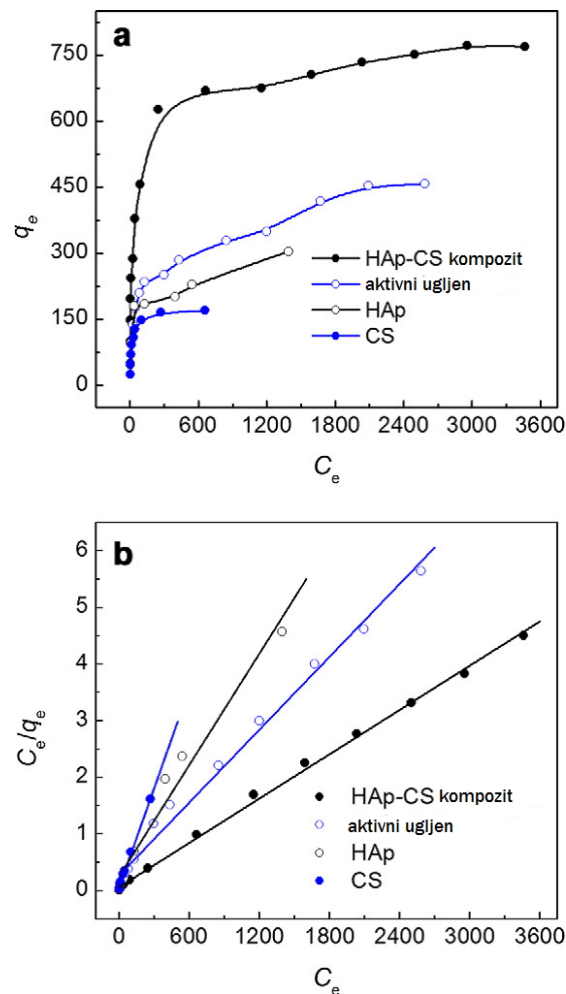 a
750
600
450
300
150
0
qe
HAp-CS kompozit
aktivni ugljen
HAp
CS
0 600 1200 1800 2400 3000 3600
Ce
b
6
5
4
3
2
1
0
Ce/qe
HAp-CS kompozit
aktivni ugljen
HAp
CS
0 600 1200 1800 2400 3000 3600
Ce